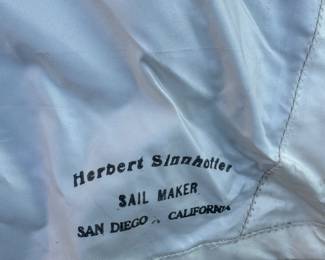 Herbert Sinnhoffer
SAIL MAKER
SAN DIEGO, CALIFORNIA